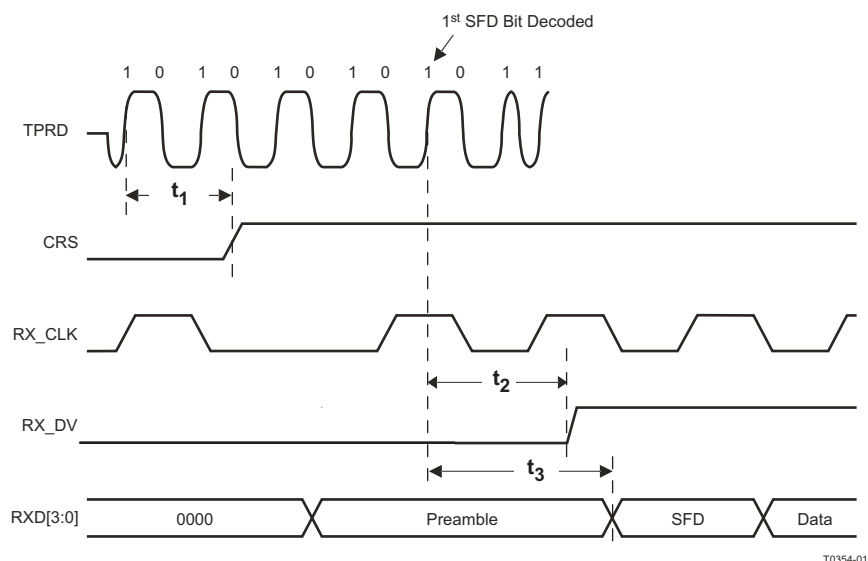 1st SFD Bit Decoded
1 0 1 0 1 0 1 0 1 0 1 1
TPRD
t1
CRS
RX_CLK
t2
RX_DV
t3
RXD[3:0] 0000 Preamble SFD Data
T0354-01